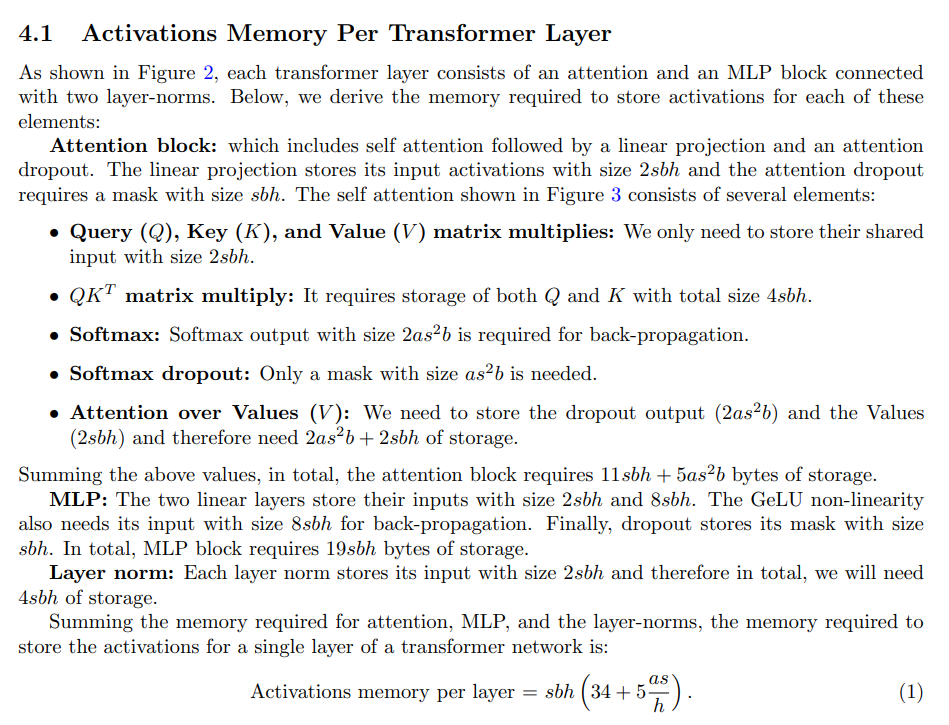 4.1 Activations Memory Per Transformer Layer
As shown in Figure 2, each transformer layer consists of an attention and an MLP block connected
with two layer-norms. Below, we derive the memory required to store activations for each of these
elements:
Attention block: which includes self attention followed by a linear projection and an attention
dropout. The linear projection stores its input activations with size 2sbh and the attention dropout
requires a mask with size sbh. The self attention shown in Figure 3 consists of several elements:
• Query (Q), Key (K), and Value (V) matrix multiplies: We only need to store their shared
input with size 2sbh.
• QKᵀ matrix multiply: It requires storage of both Q and K with total size 4sbh.
• Softmax: Softmax output with size 2as²b is required for back-propagation.
• Softmax dropout: Only a mask with size as²b is needed.
• Attention over Values (V): We need to store the dropout output (2as²b) and the Values
(2sbh) and therefore need 2as²b + 2sbh of storage.
Summing the above values, in total, the attention block requires 11sbh + 5as²b bytes of storage.
MLP: The two linear layers store their inputs with size 2sbh and 8sbh. The GeLU non-linearity
also needs its input with size 8sbh for back-propagation. Finally, dropout stores its mask with size
sbh. In total, MLP block requires 19sbh bytes of storage.
Layer norm: Each layer norm stores its input with size 2sbh and therefore in total, we will need
4sbh of storage.
Summing the memory required for attention, MLP, and the layer-norms, the memory required to
store the activations for a single layer of a transformer network is:
Activations memory per layer = sbh (34 + 5 as/h). (1)